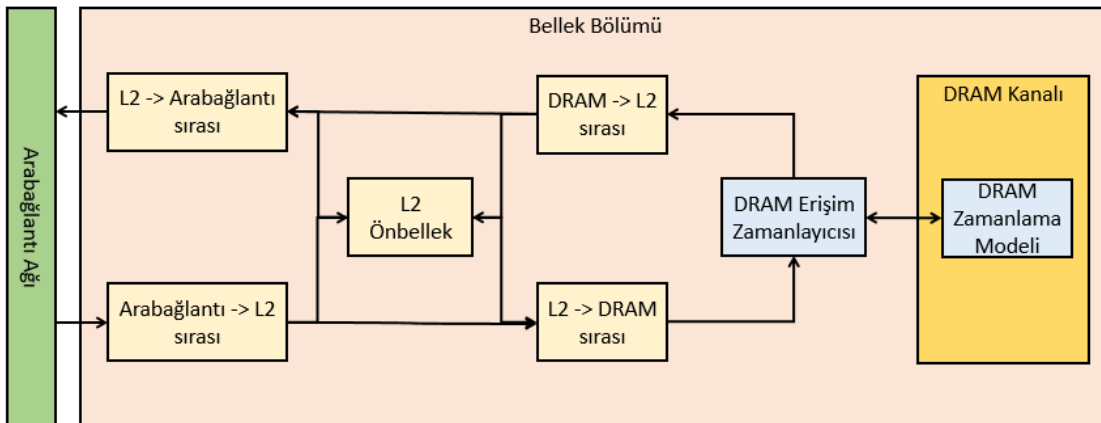 Bellek Bölümü
Arabağlantı Ağı
L2 -> Arabağlantı
sırası
DRAM -> L2
sırası
DRAM Kanalı
L2
Önbellek
DRAM Erişim
Zamanlayıcısı
DRAM
Zamanlama
Modeli
Arabağlantı -> L2
sırası
L2 -> DRAM
sırası